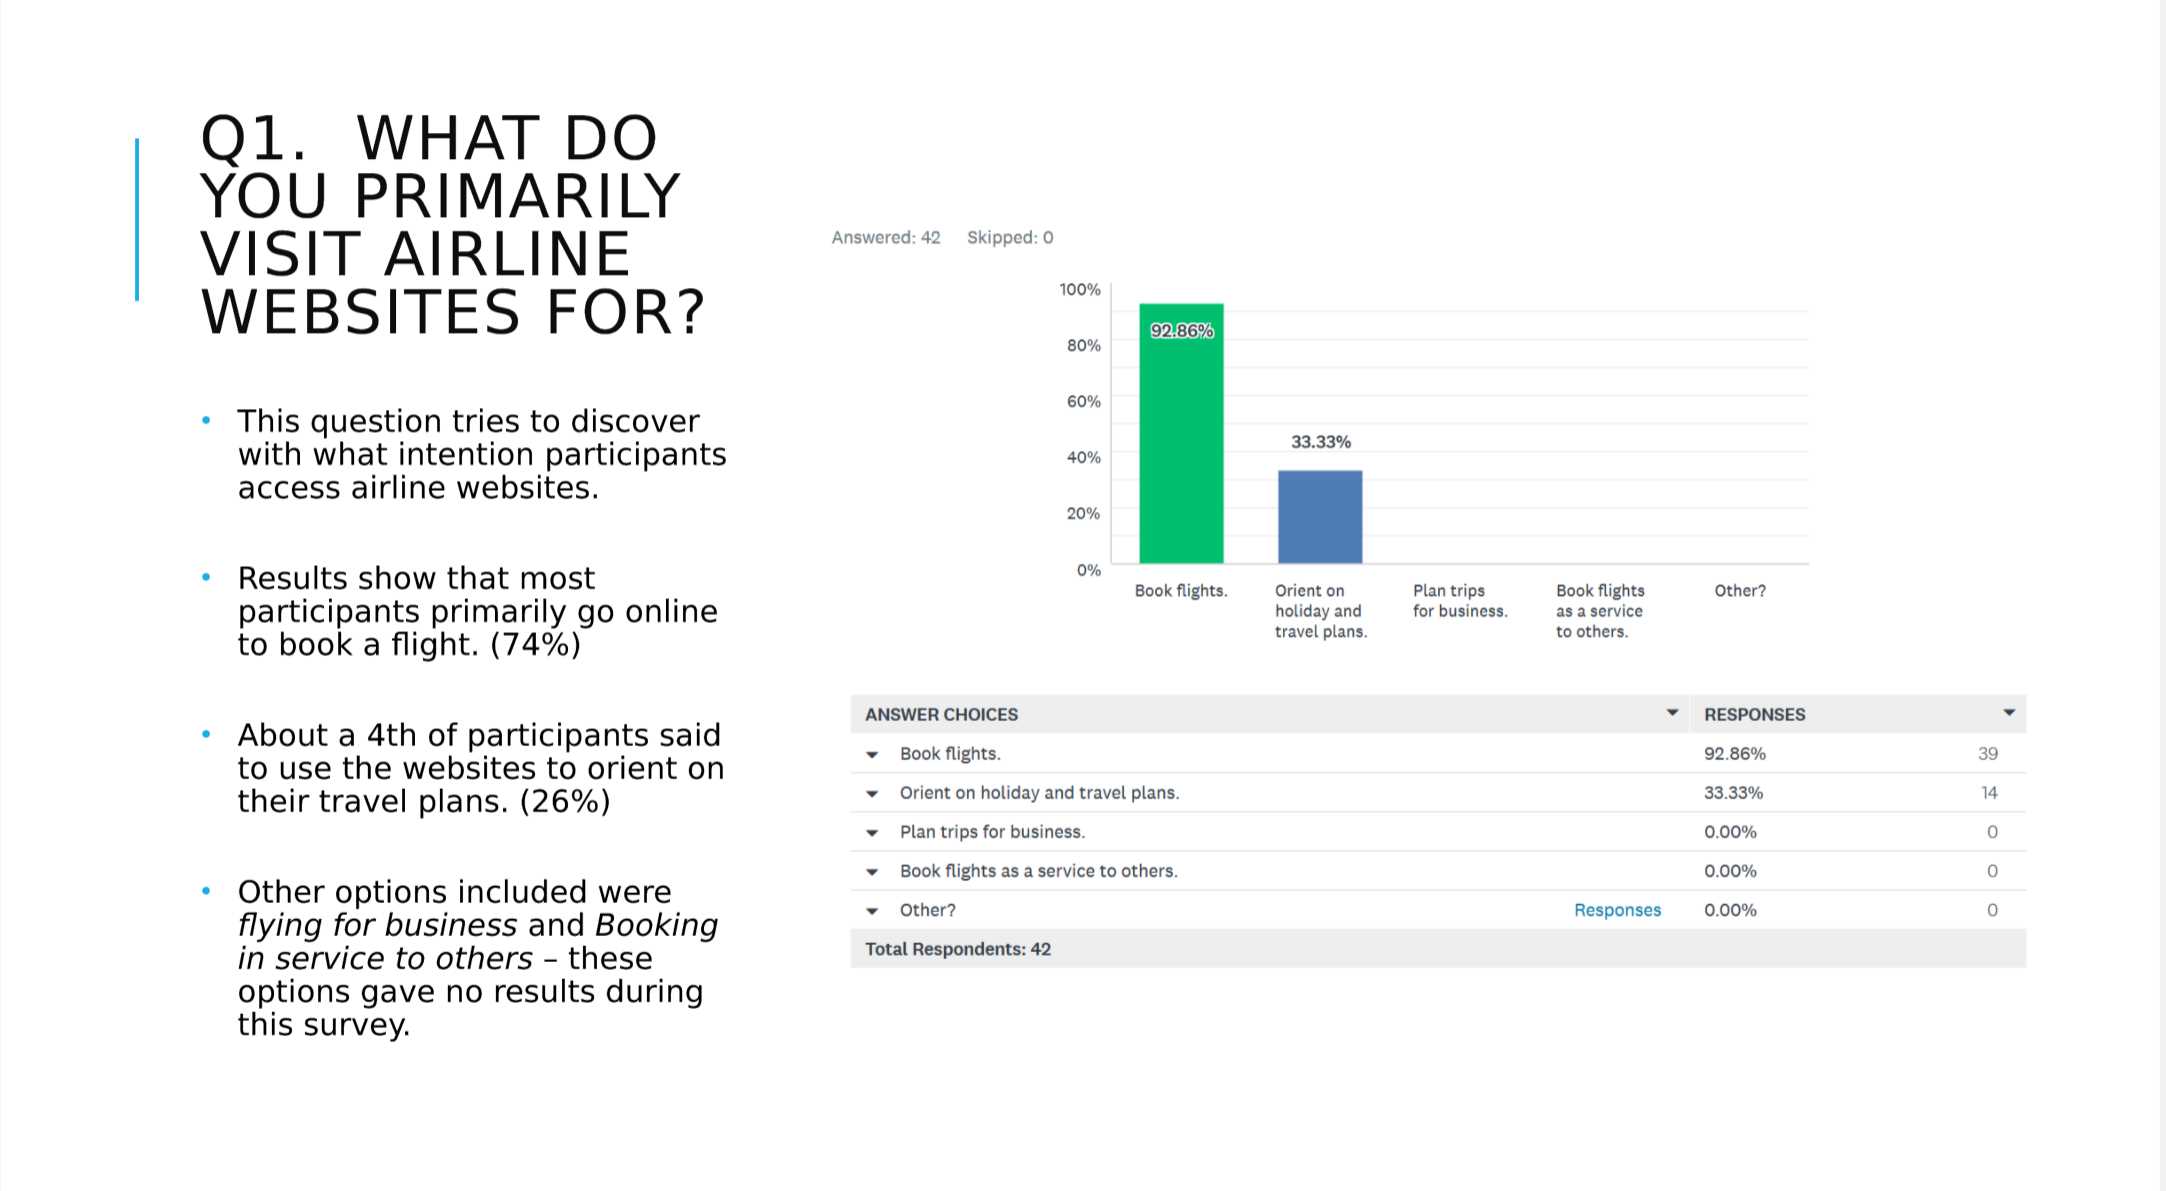 Q1.  WHAT DO
YOU PRIMARILY
VISIT AIRLINE
WEBSITES FOR?
• This question tries to discover
with what intention participants
access airline websites.
• Results show that most
participants primarily go online
to book a flight. (74%)
• About a 4th of participants said
to use the websites to orient on
their travel plans. (26%)
• Other options included were
flying for business and Booking
in service to others – these
options gave no results during
this survey.
Answered: 42 Skipped: 0
100%
80%
60%
40%
20%
0%
92.86%
33.33%
Book flights.
Orient on
holiday and
travel plans.
Plan trips
for business.
Book flights
as a service
to others.
Other?
ANSWER CHOICES RESPONSES
Book flights. 92.86% 39
Orient on holiday and travel plans. 33.33% 14
Plan trips for business. 0.00% 0
Book flights as a service to others. 0.00% 0
Other? Responses 0.00% 0
Total Respondents: 42